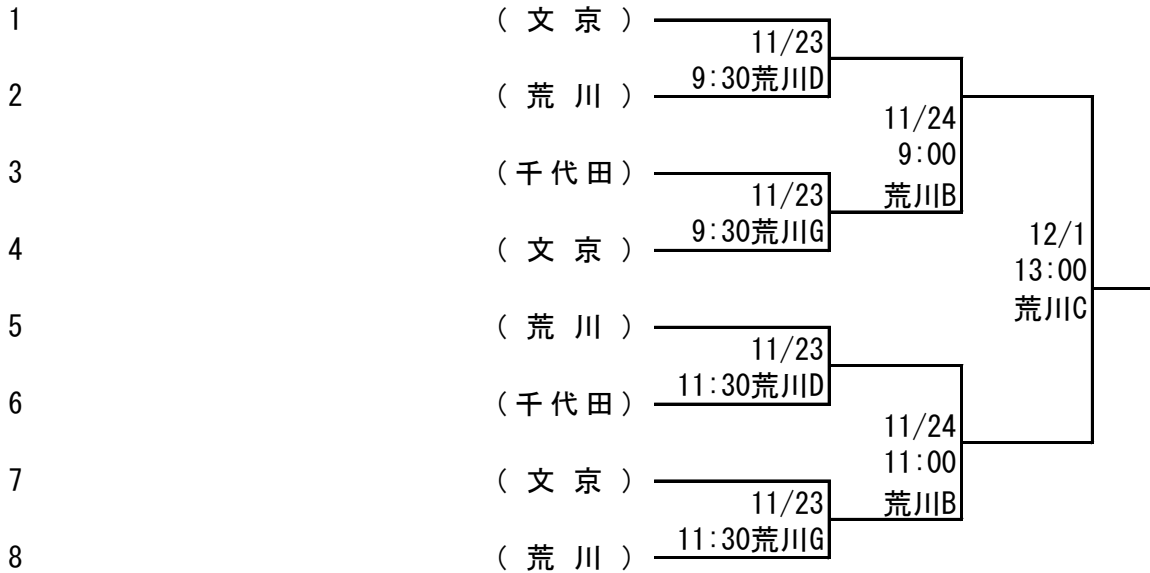 1 （ 文 京 ）
11/23
9:30荒川D
2 （ 荒 川 ）
11/24
9:00
荒川B
3 （千代田）
11/23
9:30荒川G
4 （ 文 京 ）
12/1
13:00
荒川C
5 （ 荒 川 ）
11/23
11:30荒川D
6 （千代田）
11/24
11:00
荒川B
7 （ 文 京 ）
11/23
11:30荒川G
8 （ 荒 川 ）